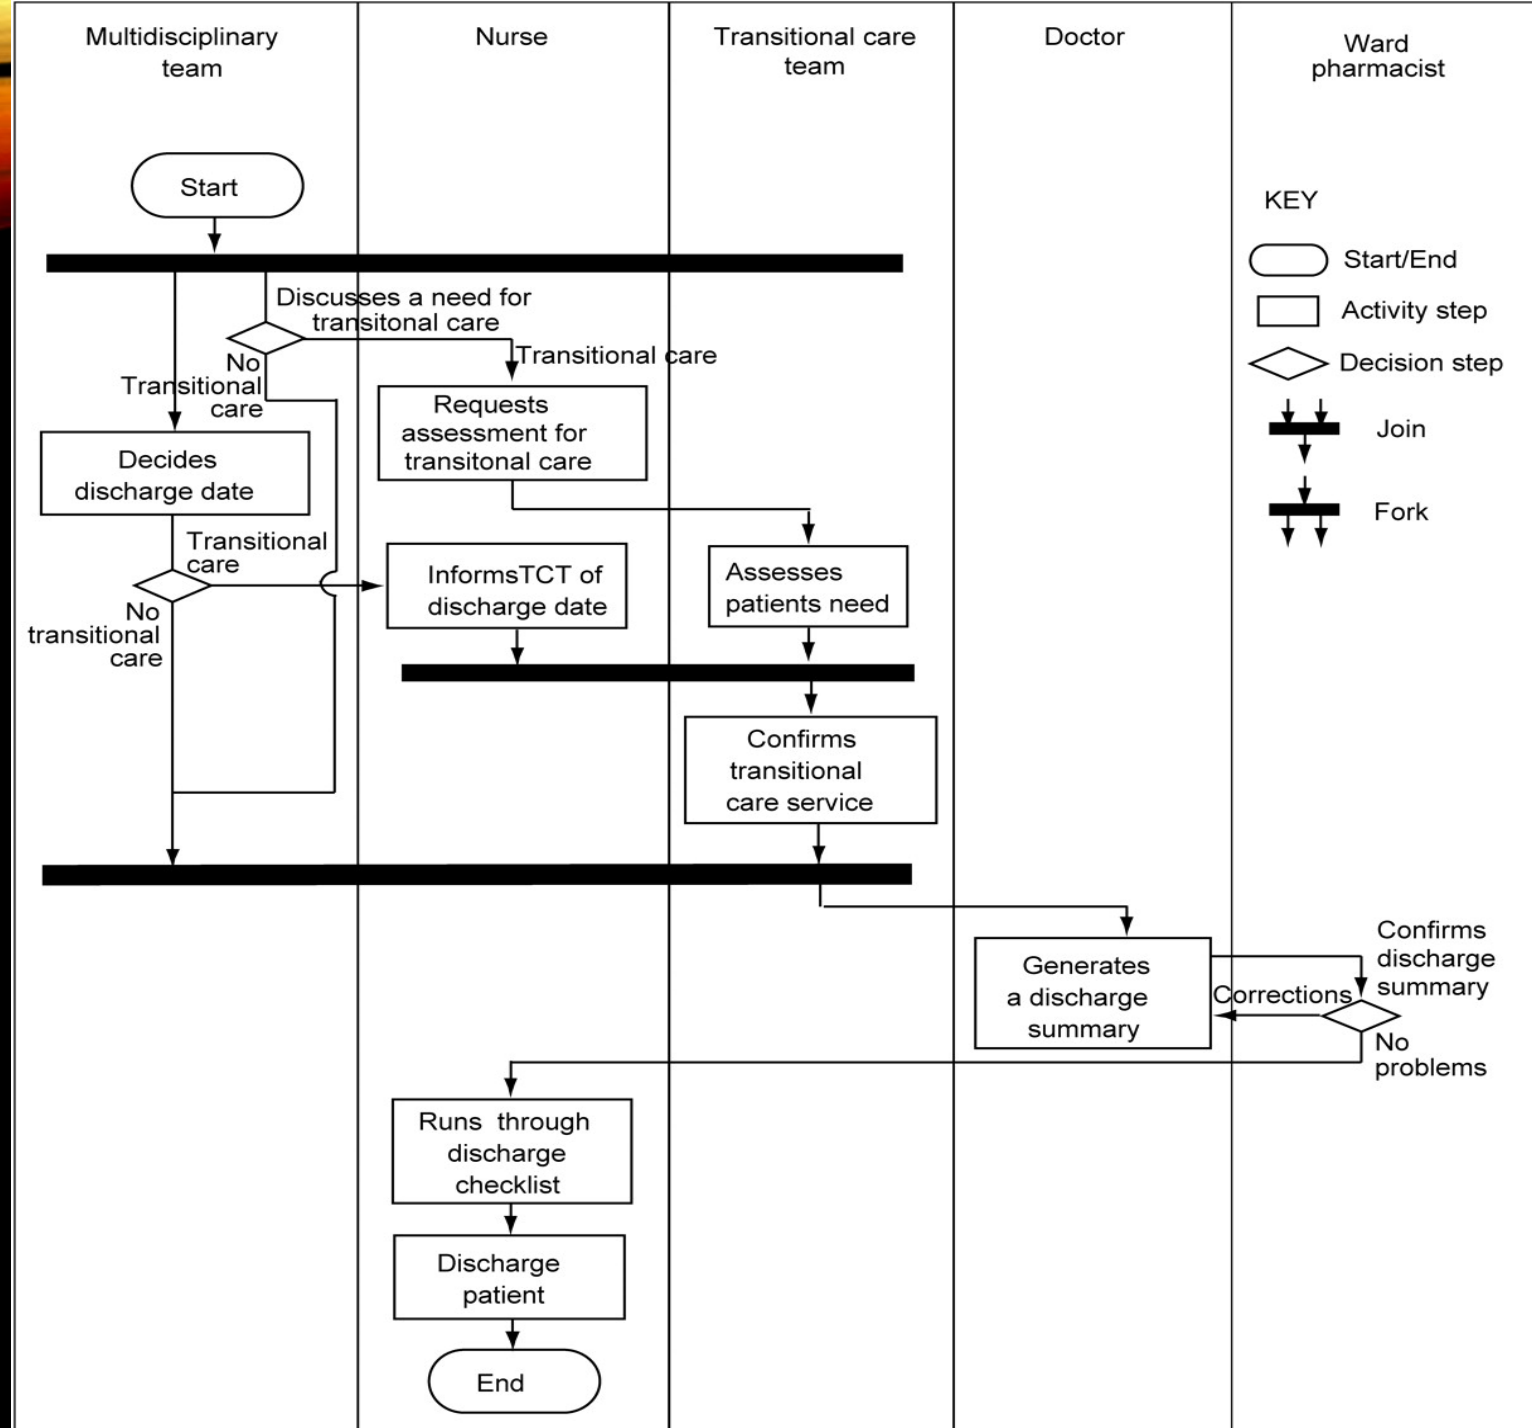 Multidisciplinary
team
Nurse
Transitional care
team
Doctor
Ward
pharmacist
Start
KEY
Start/End
Activity step
Decision step
Join
Fork
Discusses a need for
transitonal care
Transitional care
No
Transitional
care
Requests
assessment for
transitonal care
Decides
discharge date
Transitional
care
No
transitional
care
InformsTCT of
discharge date
Assesses
patients need
Confirms
transitional
care service
Generates
a discharge
summary
Confirms
discharge
summary
Corrections
No
problems
Runs through
discharge
checklist
Discharge
patient
End